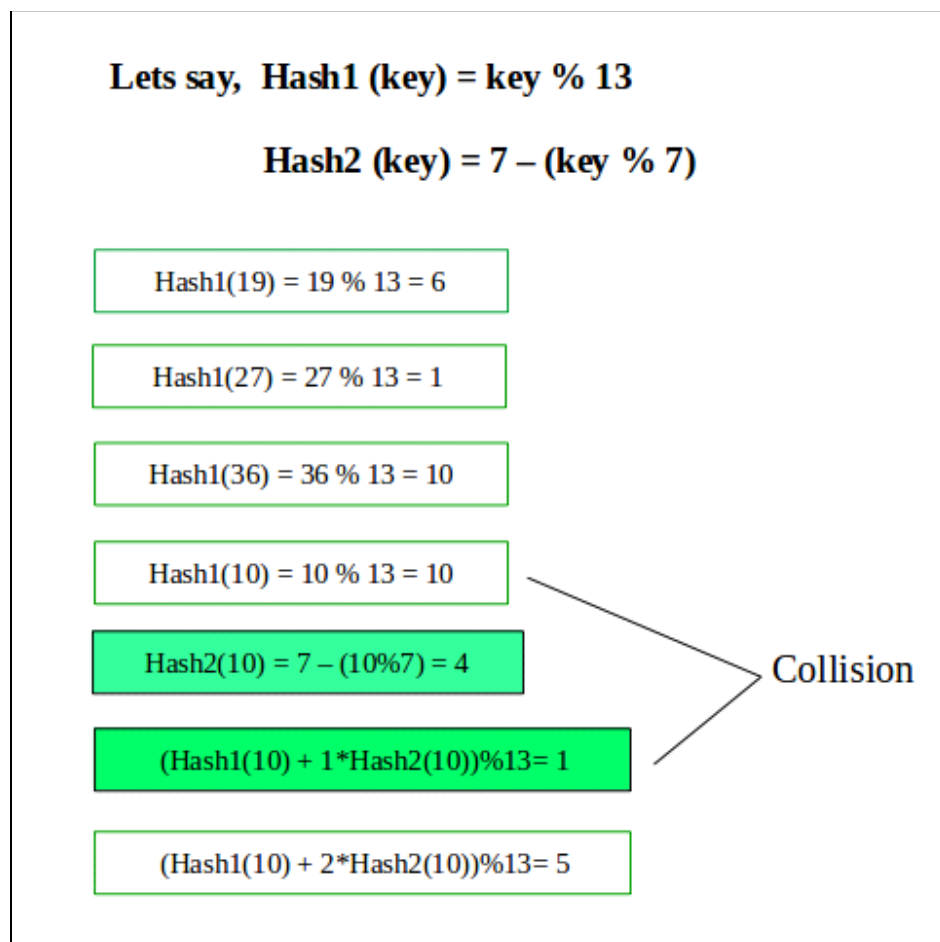 Lets say, Hash1 (key) = key % 13
Hash2 (key) = 7 – (key % 7)
Hash1(19) = 19 % 13 = 6
Hash1(27) = 27 % 13 = 1
Hash1(36) = 36 % 13 = 10
Hash1(10) = 10 % 13 = 10
Hash2(10) = 7 – (10%7) = 4
Collision
(Hash1(10) + 1*Hash2(10))%13= 1
(Hash1(10) + 2*Hash2(10))%13= 5